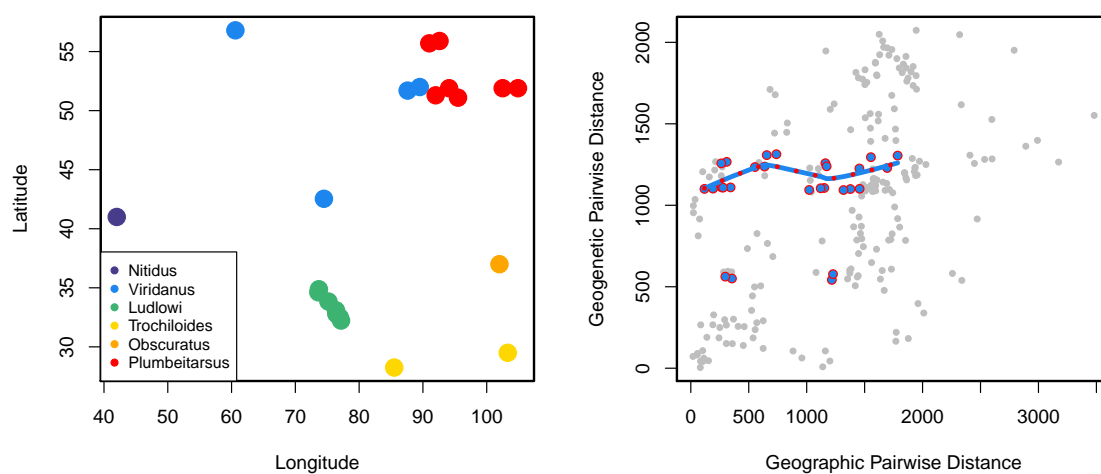 55
50
45
40
35
30
Latitude
Nitidus
Viridanus
Ludlowi
Trochiloides
Obscuratus
Plumbeitarsus
40 50 60 70 80 90 100
Longitude
2000
1500
1000
500
0
Geogenetic Pairwise Distance
0 500 1000 2000 3000
Geographic Pairwise Distance